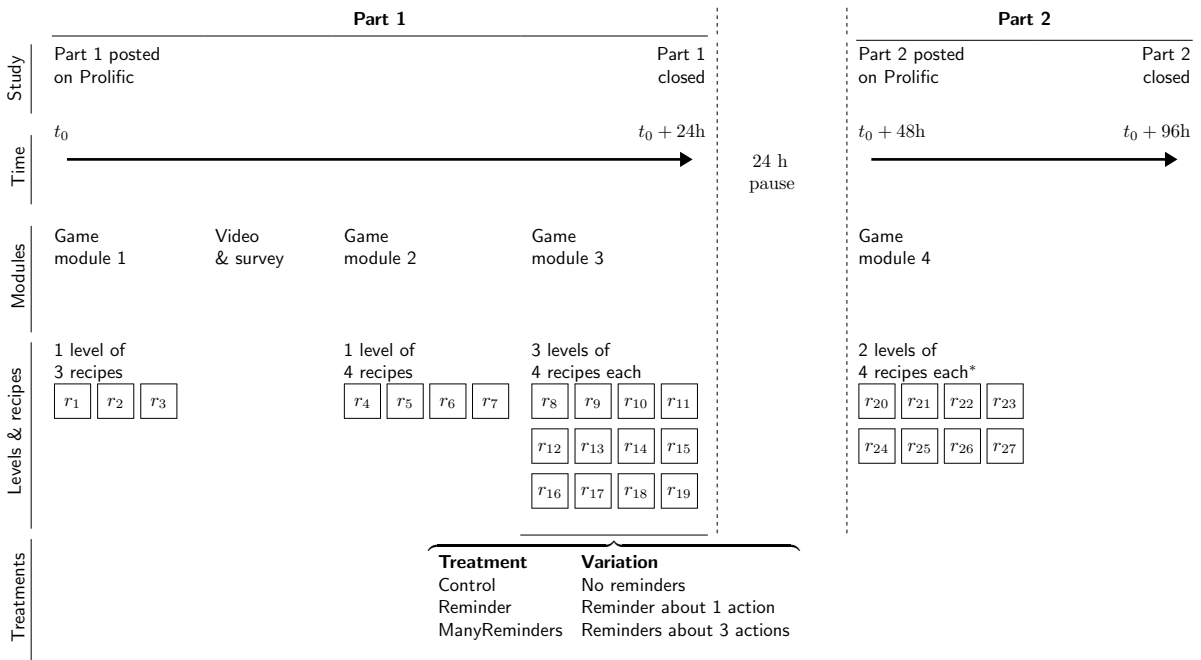 Part 1
Part 2
Study
Part 1 posted
on Prolific
Part 1
closed
Part 2 posted
on Prolific
Part 2
closed
Time
t₀
t₀ + 24h
24 h
pause
t₀ + 48h
t₀ + 96h
Modules
Game
module 1
Video
& survey
Game
module 2
Game
module 3
Game
module 4
Levels & recipes
1 level of
3 recipes
r₁ r₂ r₃
1 level of
4 recipes
r₄ r₅ r₆ r₇
3 levels of
4 recipes each
r₈ r₉ r₁₀ r₁₁
r₁₂ r₁₃ r₁₄ r₁₅
r₁₆ r₁₇ r₁₈ r₁₉
2 levels of
4 recipes each*
r₂₀ r₂₁ r₂₂ r₂₃
r₂₄ r₂₅ r₂₆ r₂₇
Treatments
Treatment Variation
Control No reminders
Reminder Reminder about 1 action
ManyReminders Reminders about 3 actions